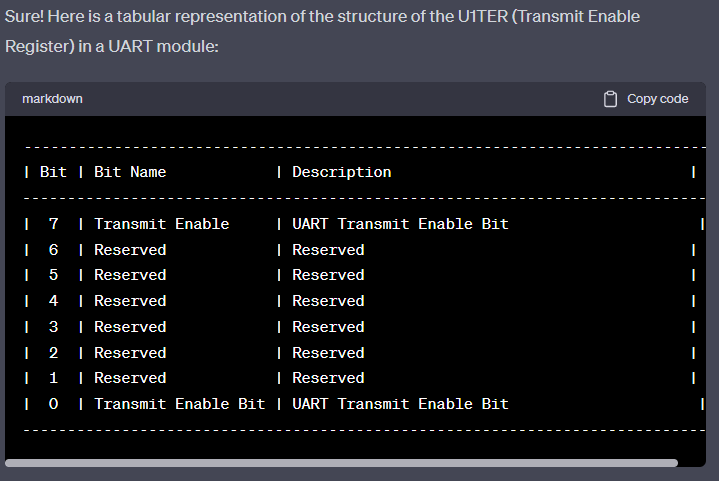 Sure! Here is a tabular representation of the structure of the U1TER (Transmit Enable
Register) in a UART module:
markdown Copy code
--------------------------------------------------------------------------
| Bit | Bit Name            | Description                                 |
--------------------------------------------------------------------------
|  7  | Transmit Enable     | UART Transmit Enable Bit                     |
|  6  | Reserved            | Reserved                                    |
|  5  | Reserved            | Reserved                                    |
|  4  | Reserved            | Reserved                                    |
|  3  | Reserved            | Reserved                                    |
|  2  | Reserved            | Reserved                                    |
|  1  | Reserved            | Reserved                                    |
|  0  | Transmit Enable Bit | UART Transmit Enable Bit                     |
--------------------------------------------------------------------------